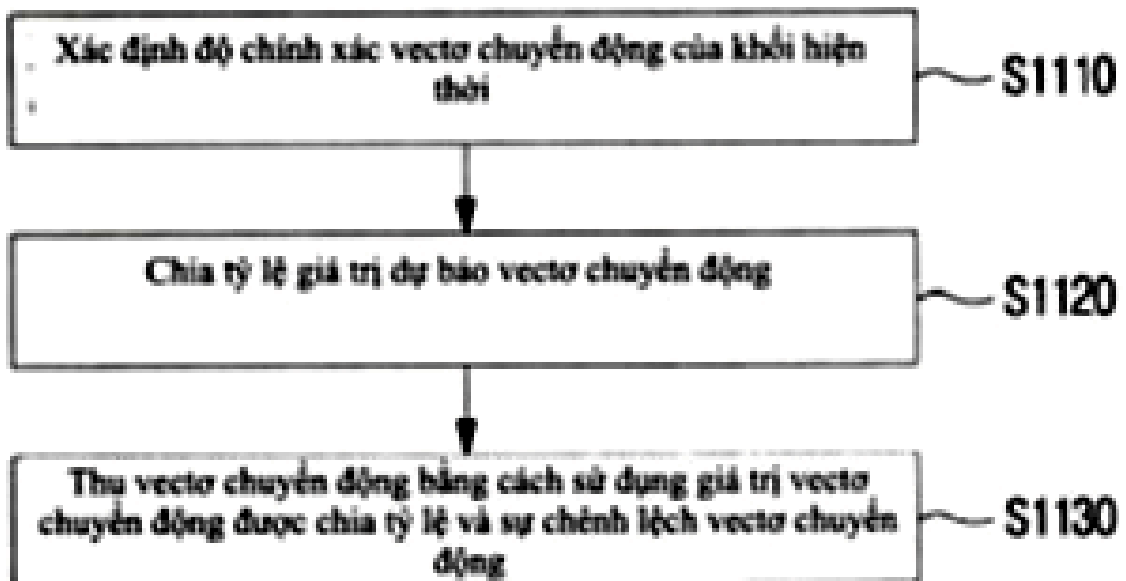 Xác định độ chính xác vectơ chuyển động của khối hiện
thời
S1110
Chia tỷ lệ giá trị dự báo vectơ chuyển động
S1120
Thu vectơ chuyển động bằng cách sử dụng giá trị vectơ
chuyển động được chia tỷ lệ và sự chênh lệch vectơ chuyển
động
S1130